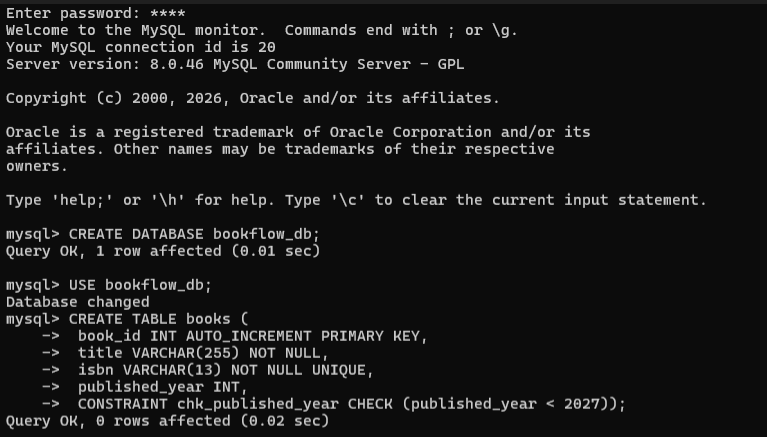 Enter password: ****
Welcome to the MySQL monitor.  Commands end with ; or \g.
Your MySQL connection id is 20
Server version: 8.0.46 MySQL Community Server - GPL
Copyright (c) 2000, 2026, Oracle and/or its affiliates.
Oracle is a registered trademark of Oracle Corporation and/or its
affiliates. Other names may be trademarks of their respective
owners.
Type 'help;' or '\h' for help. Type '\c' to clear the current input statement.
mysql> CREATE DATABASE bookflow_db;
Query OK, 1 row affected (0.01 sec)
mysql> USE bookflow_db;
Database changed
mysql> CREATE TABLE books (
    ->  book_id INT AUTO_INCREMENT PRIMARY KEY,
    ->  title VARCHAR(255) NOT NULL,
    ->  isbn VARCHAR(13) NOT NULL UNIQUE,
    ->  published_year INT,
    ->  CONSTRAINT chk_published_year CHECK (published_year < 2027));
Query OK, 0 rows affected (0.02 sec)